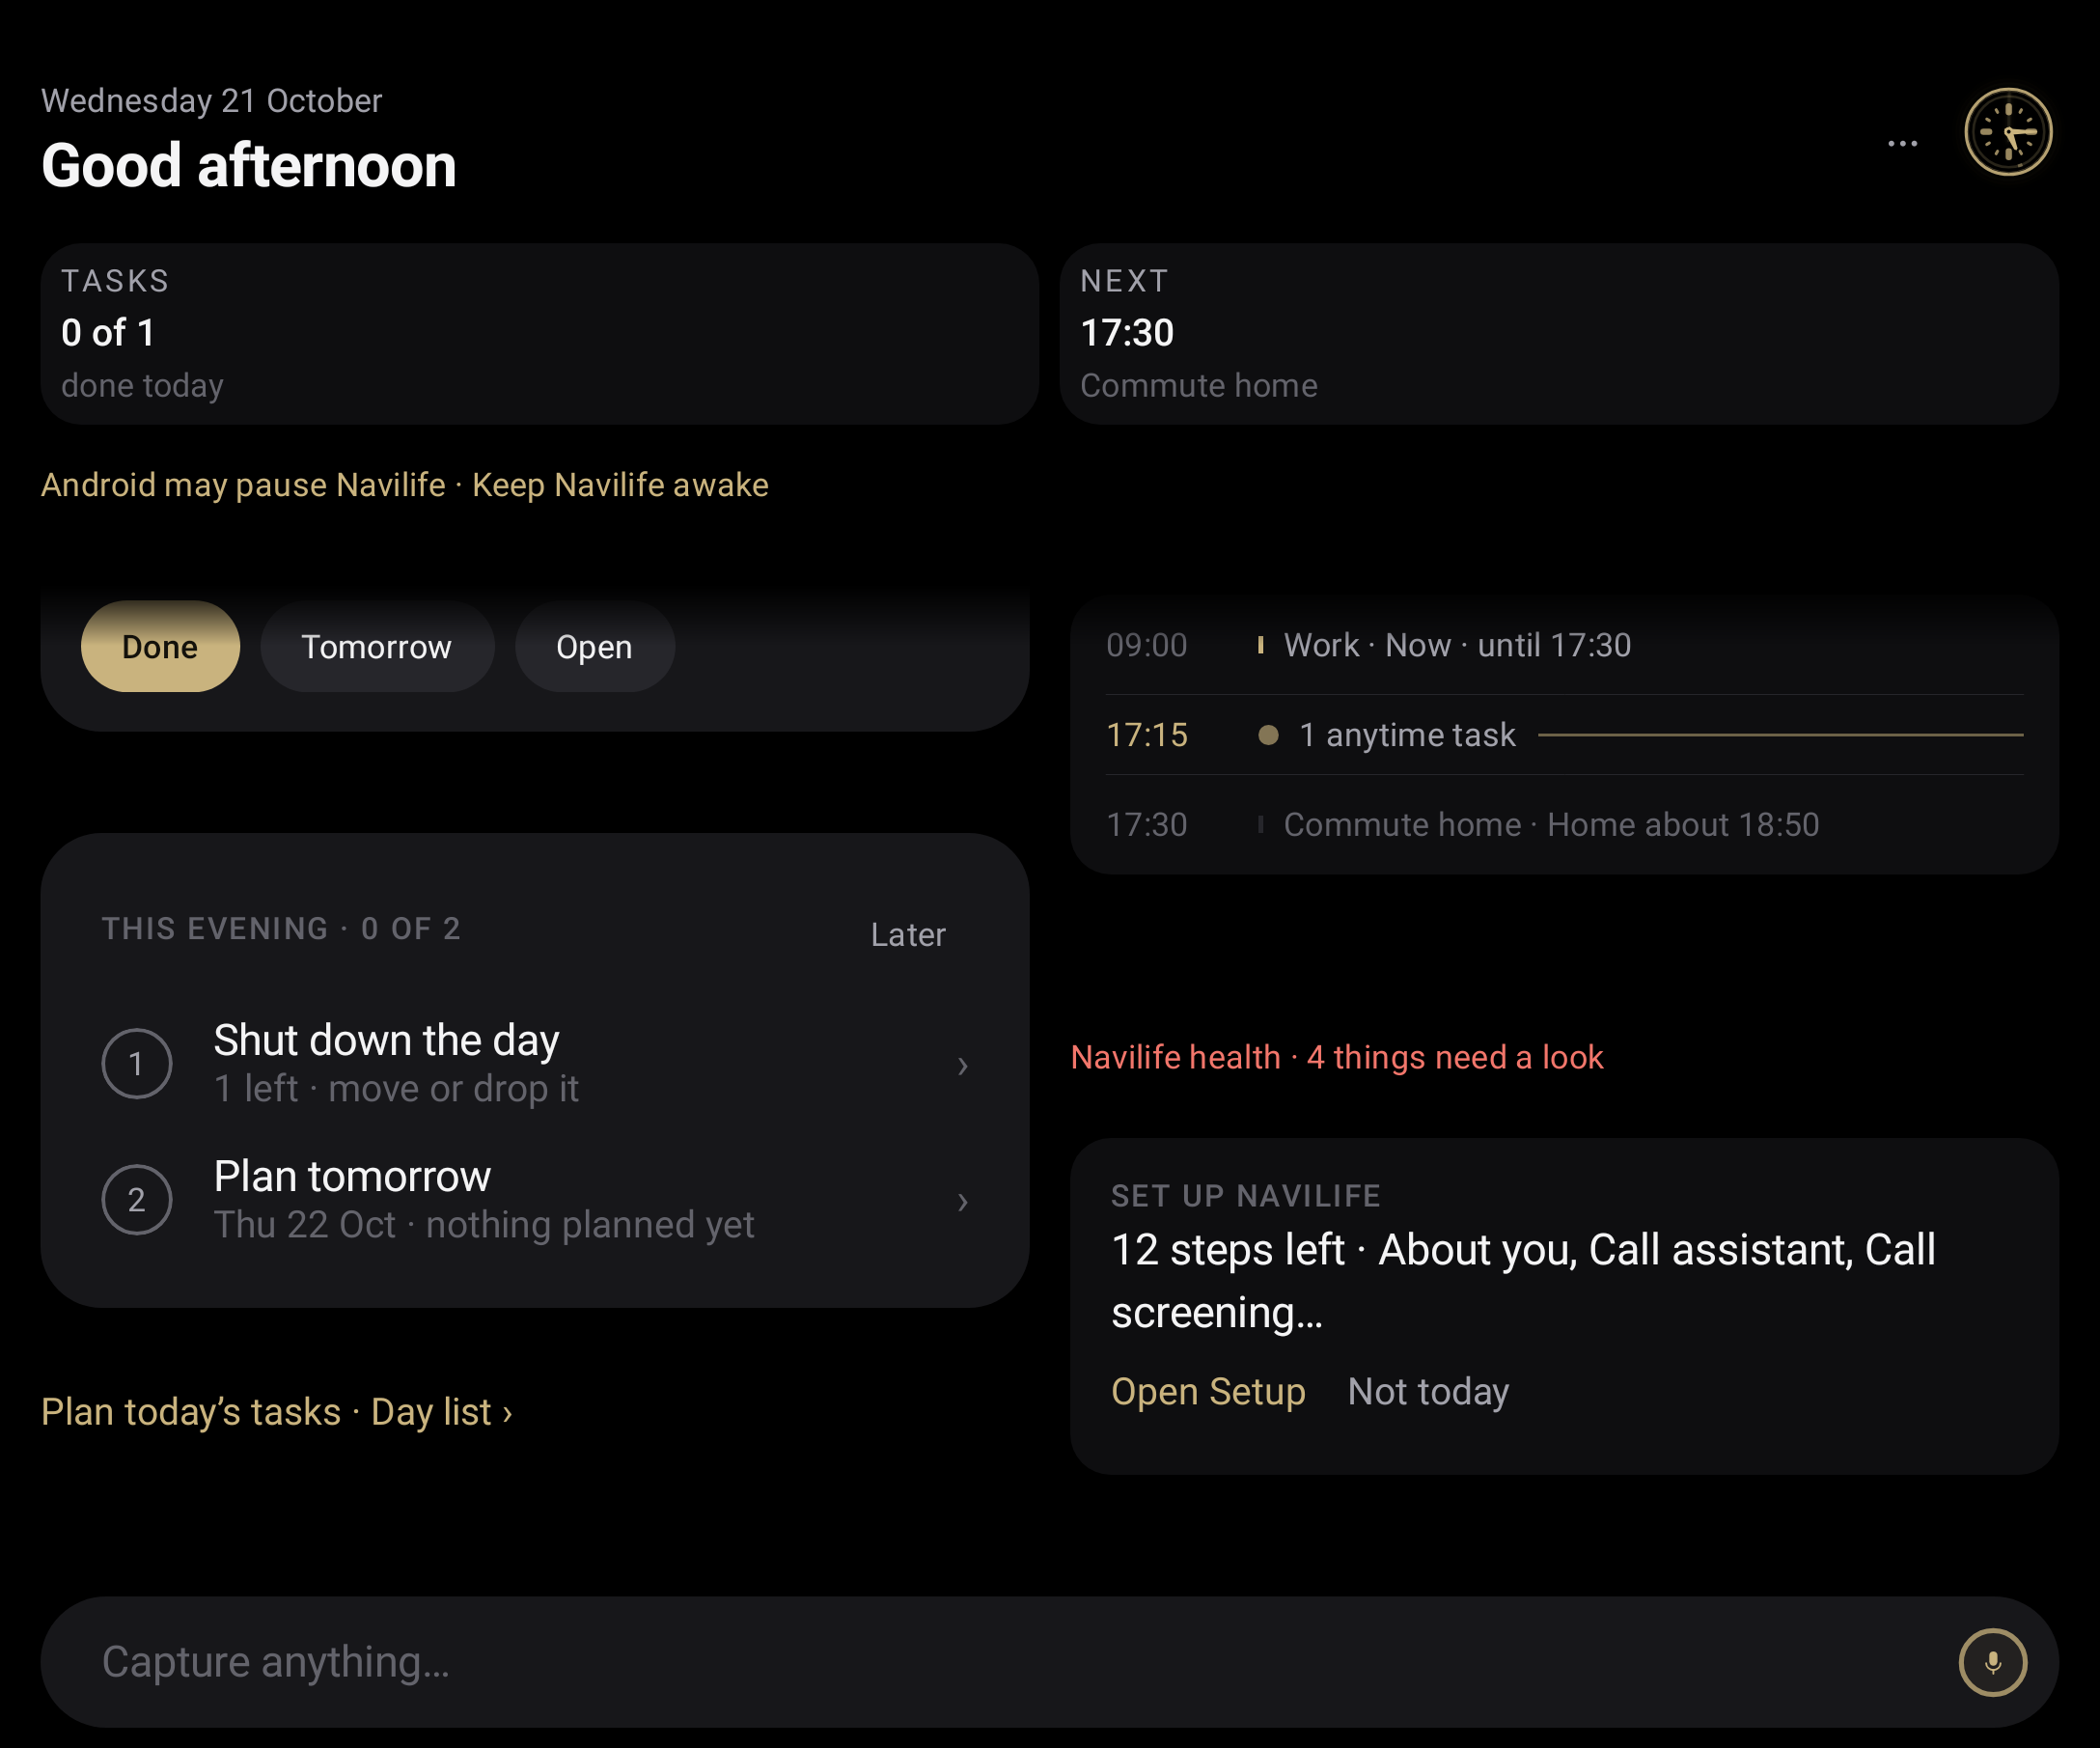 Wednesday 21 October
Good afternoon
TASKS
0 of 1
done today
NEXT
17:30
Commute home
Android may pause Navilife · Keep Navilife awake
Done
Tomorrow
Open
09:00 Work · Now · until 17:30
17:15 1 anytime task
17:30 Commute home · Home about 18:50
THIS EVENING · 0 OF 2
Later
1 Shut down the day
1 left · move or drop it
2 Plan tomorrow
Thu 22 Oct · nothing planned yet
Plan today’s tasks · Day list ›
Navilife health · 4 things need a look
SET UP NAVILIFE
12 steps left · About you, Call assistant, Call
screening…
Open Setup
Not today
Capture anything…